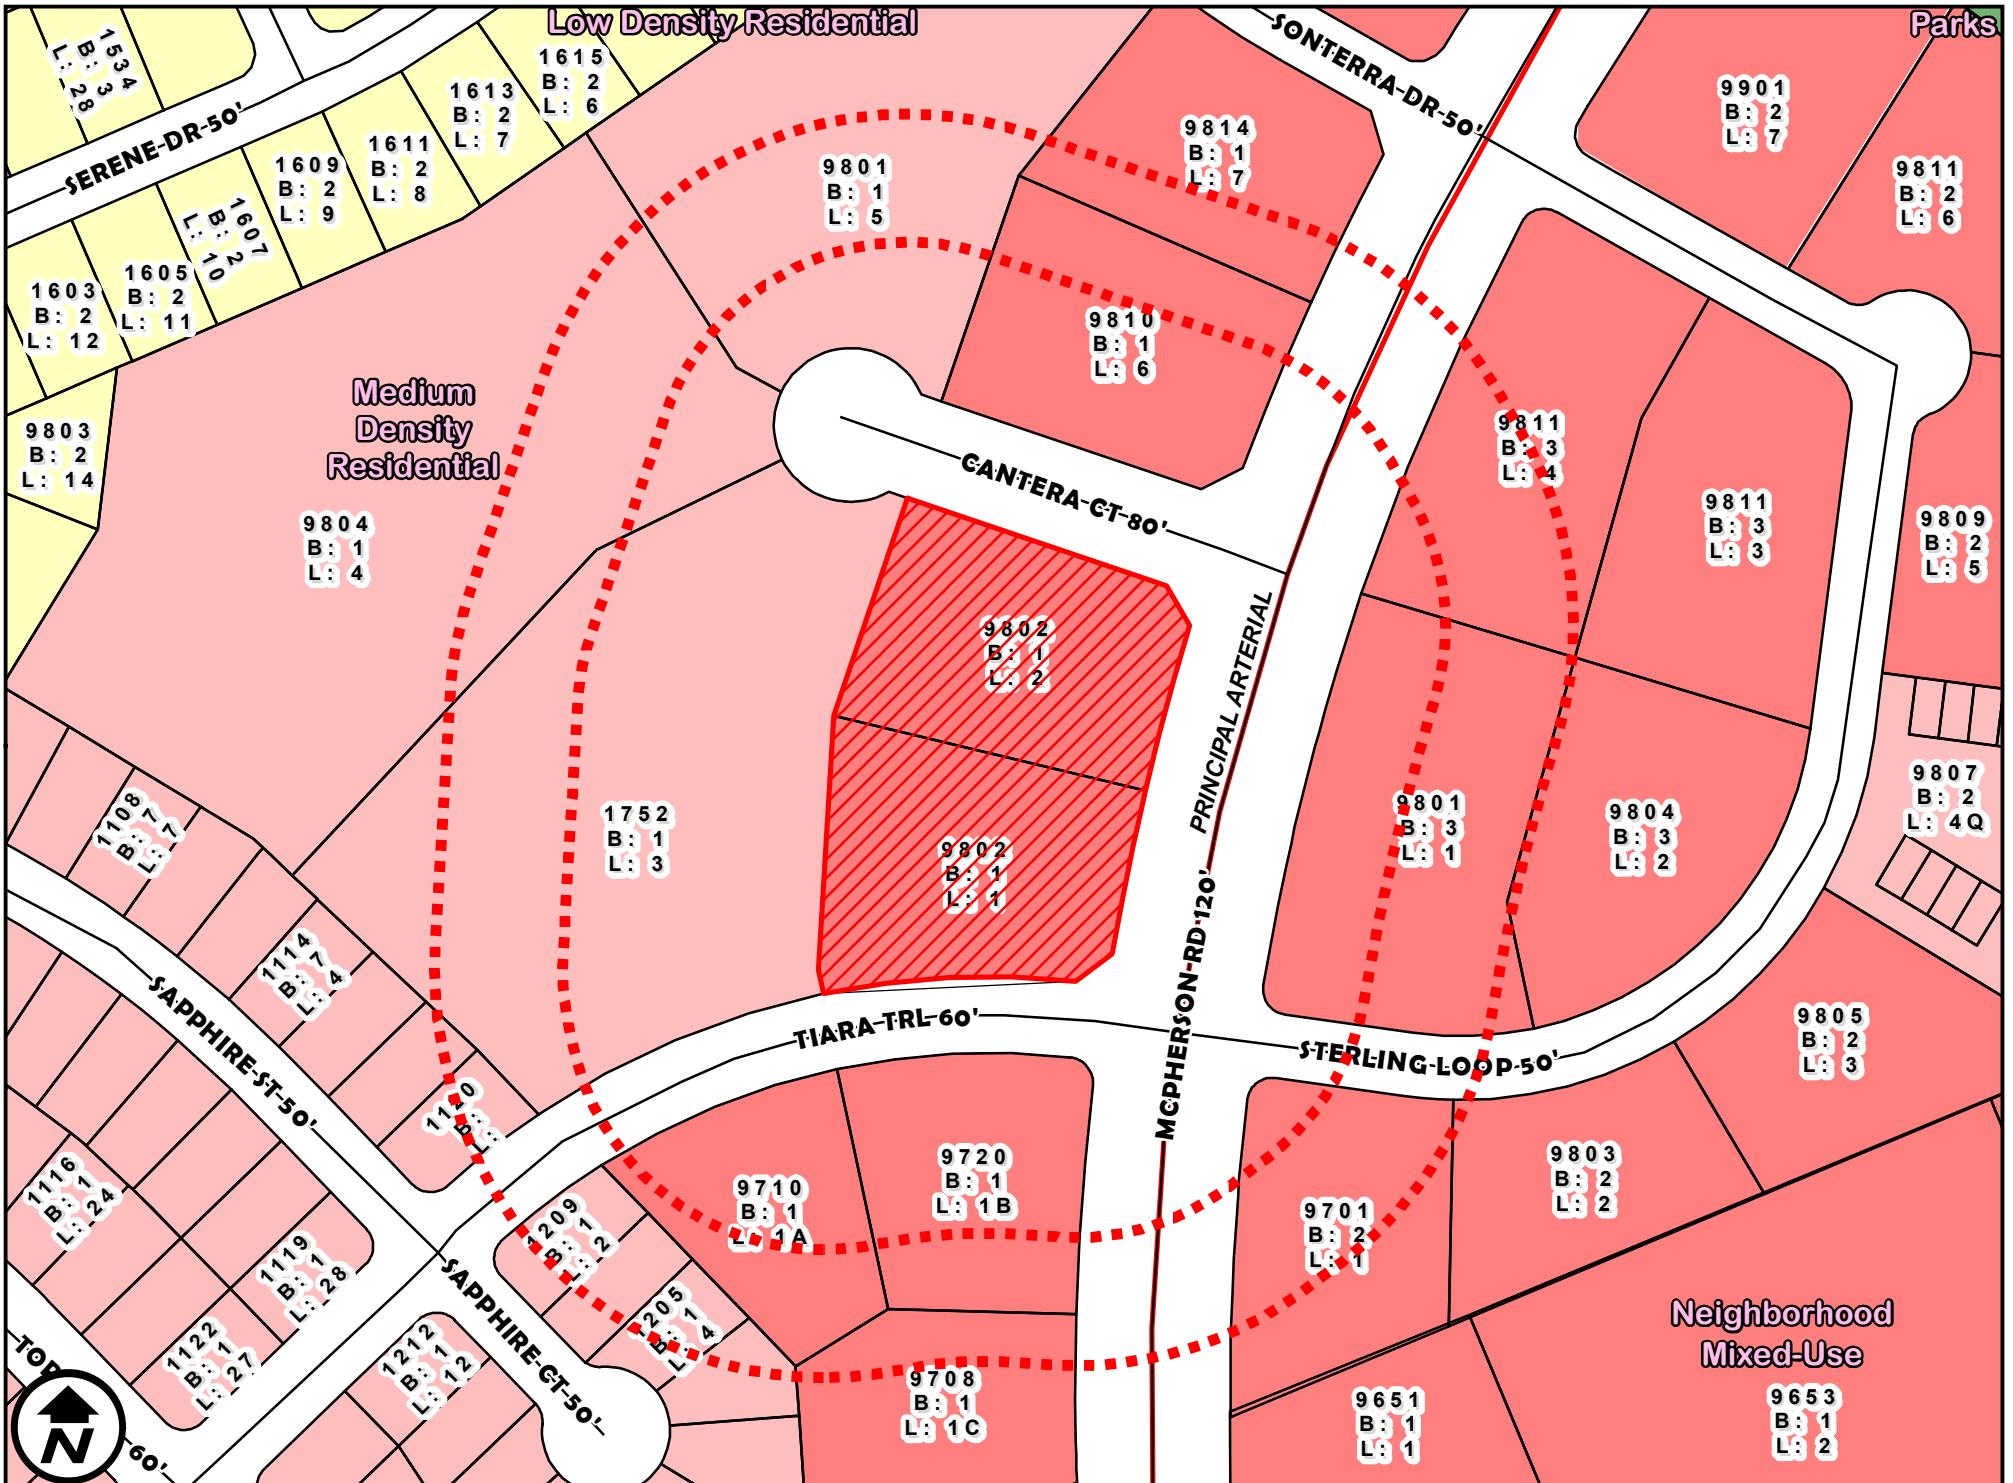 Low Density Residential
Parks
SONTERRA-DR-50'
1534
B: 3
L: 28
SERENE-DR-50'
1615
B: 2
L: 6
1613
B: 2
L: 7
1611
B: 2
L: 8
1609
B: 2
L: 9
1607
B: 2
L: 10
1605
B: 2
L: 11
1603
B: 2
L: 12
9803
B: 2
L: 14
9801
B: 1
L: 5
9814
B: 1
L: 7
9901
B: 2
L: 7
9811
B: 2
L: 6
9810
B: 1
L: 6
Medium
Density
Residential
9804
B: 1
L: 4
CANTERA-CT-80'
9811
B: 3
L: 4
9811
B: 3
L: 3
9809
B: 2
L: 5
9802
B: 1
L: 2
PRINCIPAL ARTERIAL
9802
B: 1
L: 1
1752
B: 1
L: 3
9801
B: 3
L: 1
9804
B: 3
L: 2
9807
B: 2
L: 4Q
1108
B: 7
L: 7
1114
B: 7
L: 4
SAPPHIRE-ST-50'
TIARA-TRL-60'
MCPHERSON-RD-120'
STERLING-LOOP-50'
9805
B: 2
L: 3
B:
L:
1116
B: 1
L: 24
1119
B: 1
L: 28
1122
B: 1
L: 27
1209
B: 1
L: 2
1205
B: 1
L: 4
1212
B: 1
L: 12
SAPPHIRE-CT-50'
9710
B: 1
L: 1A
9720
B: 1
L: 1B
9708
B: 1
L: 1C
9701
B: 2
L: 1
9803
B: 2
L: 2
Neighborhood
Mixed-Use
9651
B: 1
L: 1
9653
B: 1
L: 2
60'
N